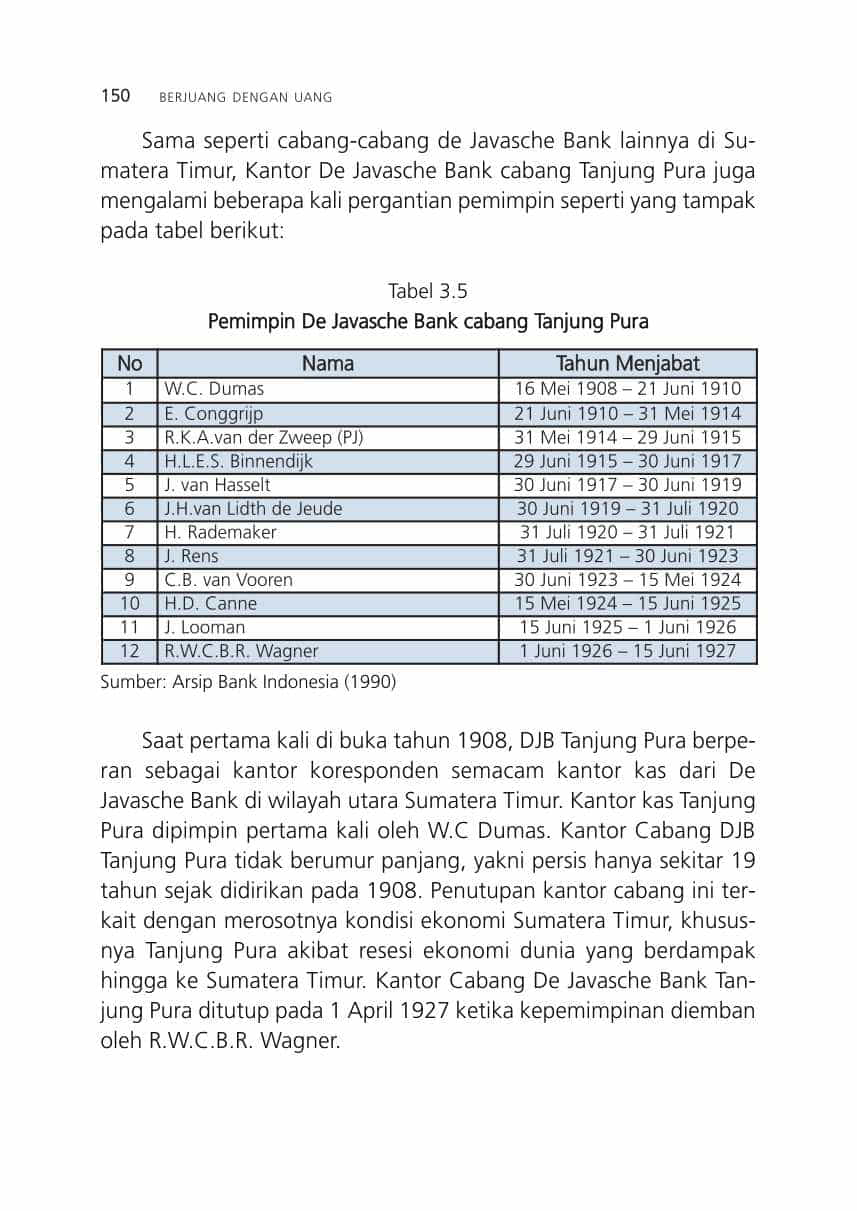 150 BERJUANG DENGAN UANG
Sama seperti cabang-cabang de Javasche Bank lainnya di Su-
matera Timur, Kantor De Javasche Bank cabang Tanjung Pura juga
mengalami beberapa kali pergantian pemimpin seperti yang tampak
pada tabel berikut:
Tabel 3.5
Pemimpin De Javasche Bank cabang Tanjung Pura
No Nama Tahun Menjabat
1 W.C. Dumas 16 Mei 1908 – 21 Juni 1910
2 E. Conggrijp 21 Juni 1910 – 31 Mei 1914
3 R.K.A.van der Zweep (PJ) 31 Mei 1914 – 29 Juni 1915
4 H.L.E.S. Binnendijk 29 Juni 1915 – 30 Juni 1917
5 J. van Hasselt 30 Juni 1917 – 30 Juni 1919
6 J.H.van Lidth de Jeude 30 Juni 1919 – 31 Juli 1920
7 H. Rademaker 31 Juli 1920 – 31 Juli 1921
8 J. Rens 31 Juli 1921 – 30 Juni 1923
9 C.B. van Vooren 30 Juni 1923 – 15 Mei 1924
10 H.D. Canne 15 Mei 1924 – 15 Juni 1925
11 J. Looman 15 Juni 1925 – 1 Juni 1926
12 R.W.C.B.R. Wagner 1 Juni 1926 – 15 Juni 1927
Sumber: Arsip Bank Indonesia (1990)
Saat pertama kali di buka tahun 1908, DJB Tanjung Pura berpe-
ran sebagai kantor koresponden semacam kantor kas dari De
Javasche Bank di wilayah utara Sumatera Timur. Kantor kas Tanjung
Pura dipimpin pertama kali oleh W.C Dumas. Kantor Cabang DJB
Tanjung Pura tidak berumur panjang, yakni persis hanya sekitar 19
tahun sejak didirikan pada 1908. Penutupan kantor cabang ini ter-
kait dengan merosotnya kondisi ekonomi Sumatera Timur, khusus-
nya Tanjung Pura akibat resesi ekonomi dunia yang berdampak
hingga ke Sumatera Timur. Kantor Cabang De Javasche Bank Tan-
jung Pura ditutup pada 1 April 1927 ketika kepemimpinan diemban
oleh R.W.C.B.R. Wagner.